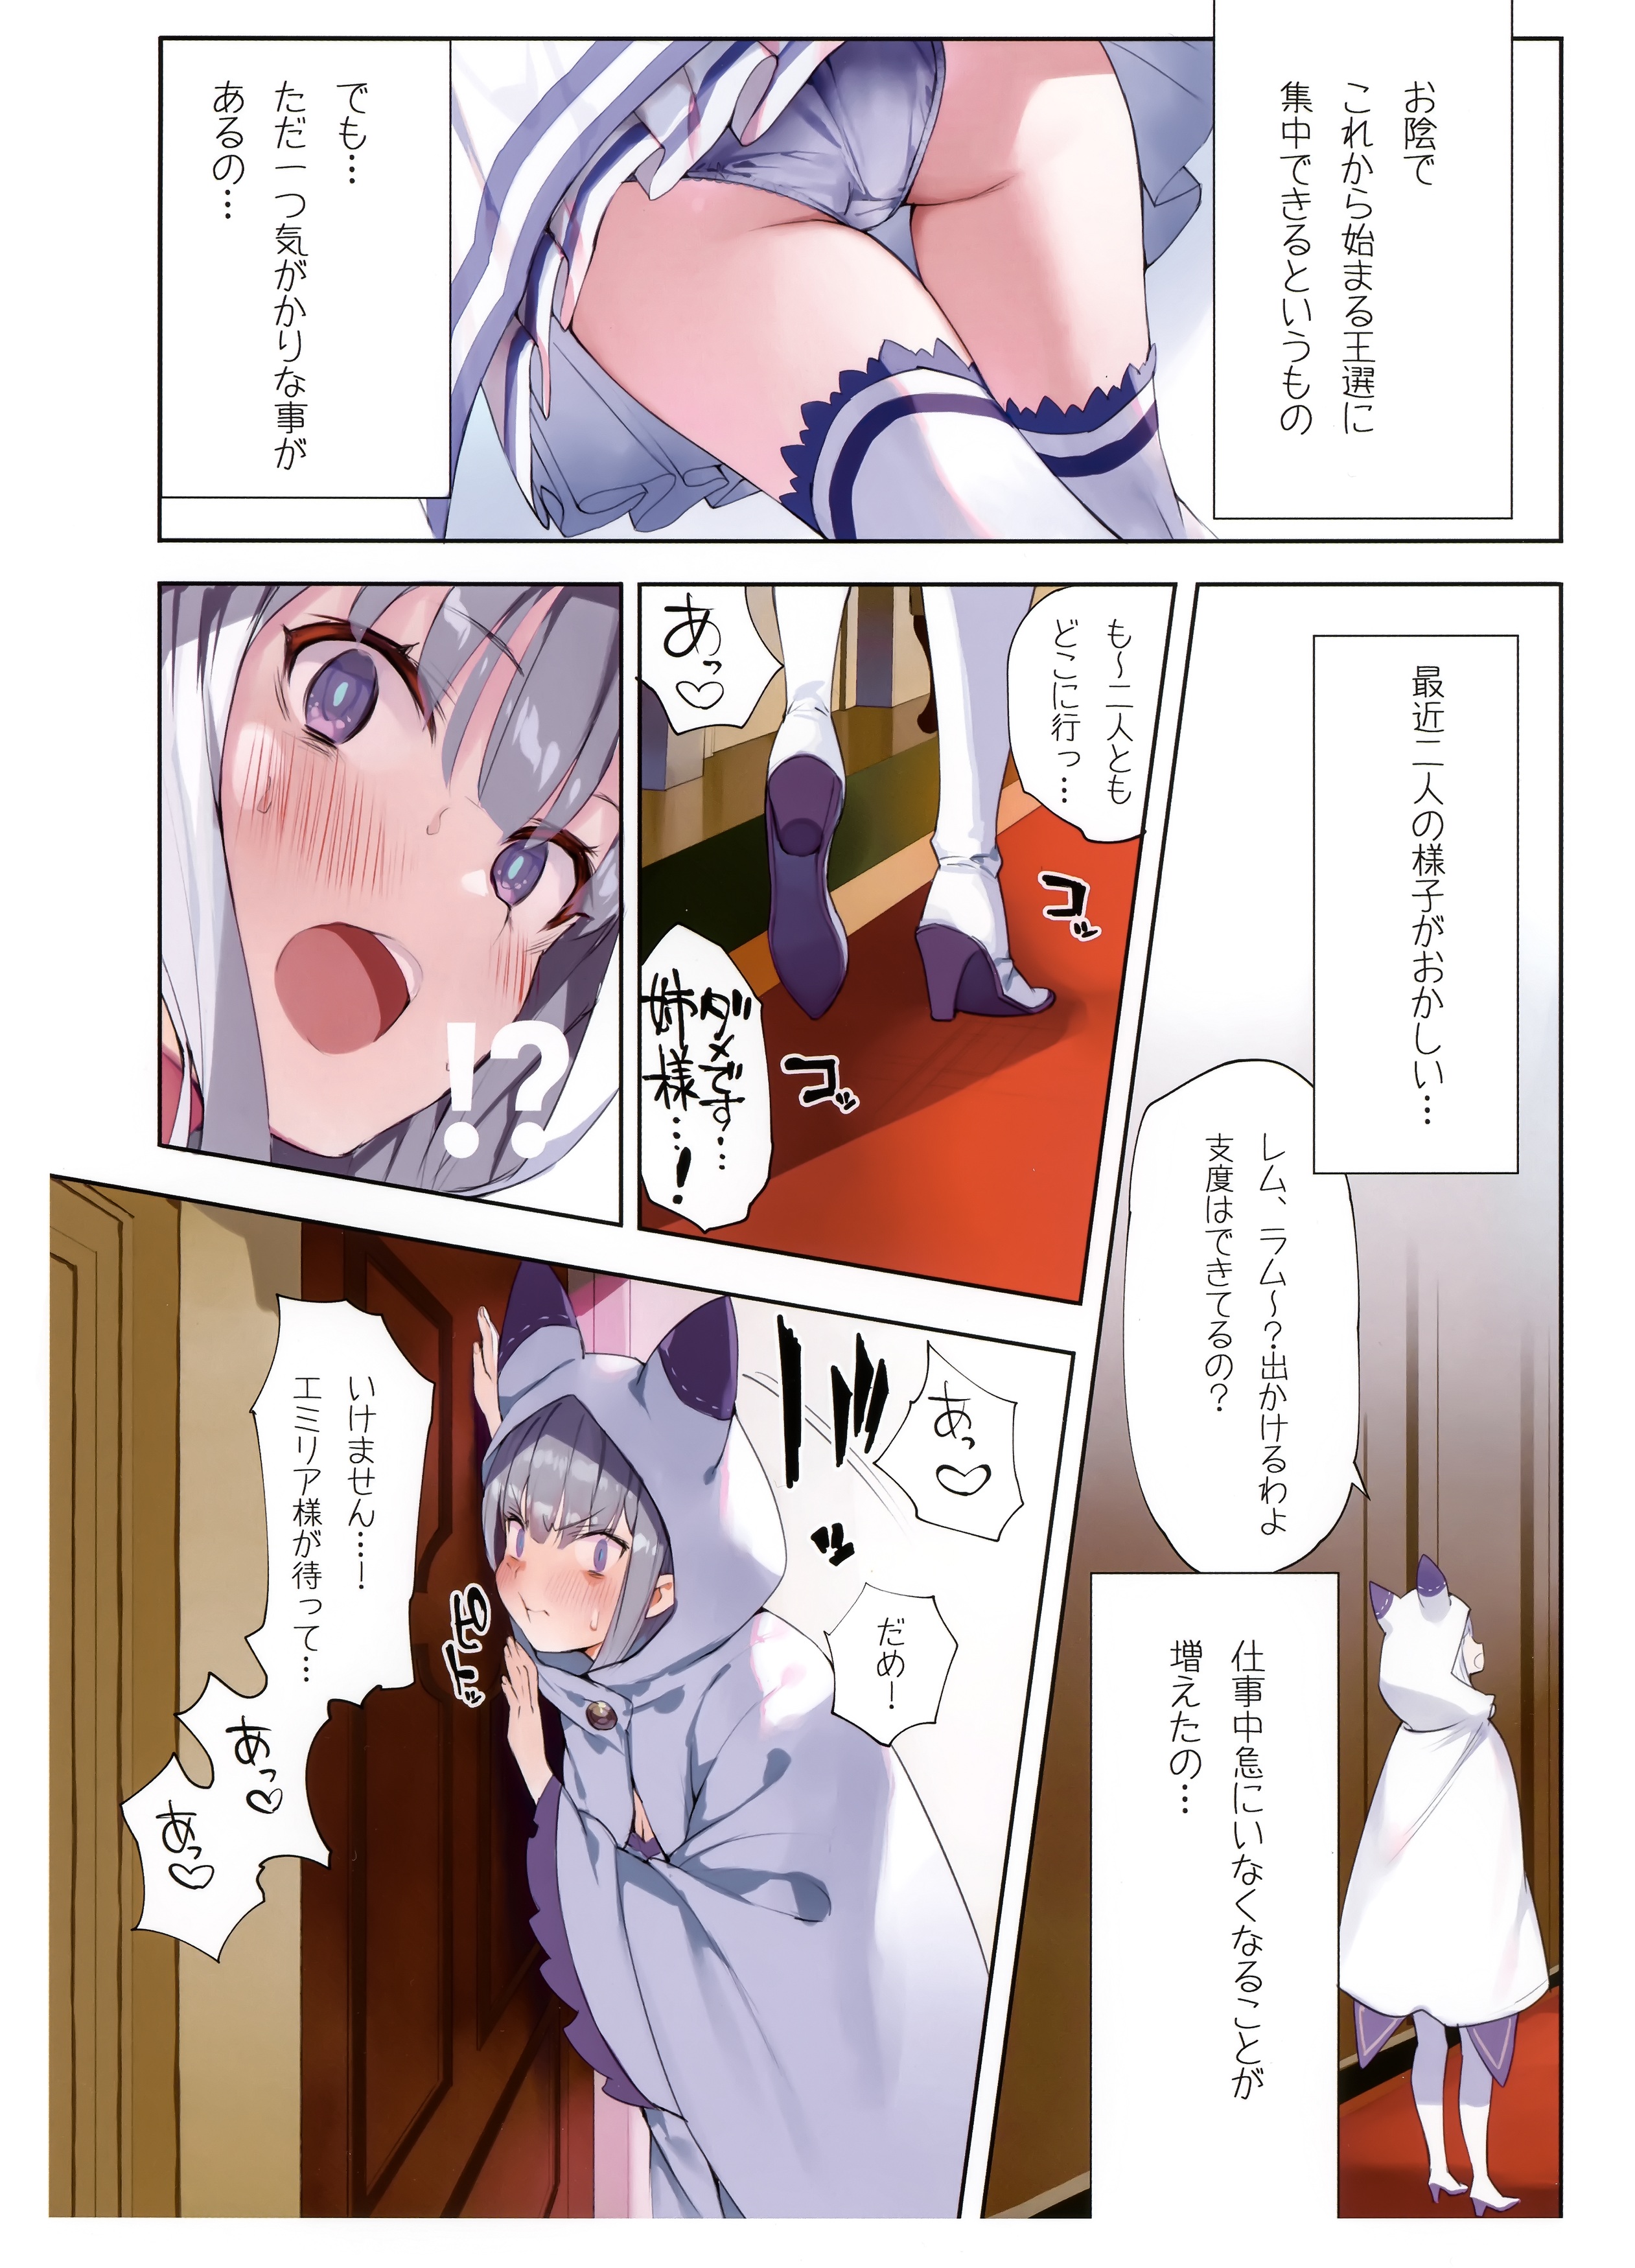 お陰で
これから始まる王選に
集中できるというもの
でも…
ただ一つ気がかりな事が
あるの…
最近二人の様子がおかしい…
レム、ラム～?出かけるわよ
支度はできてるの?
仕事中急にいなくなることが
増えたの…
も～二人とも
どこに行っ…
コッ
コッ
あっ♡
ダメです…
姉様…!
!?
あっ♡
だめ!
いけません…!
エミリア様が待って…
あっ♡
あっ♡